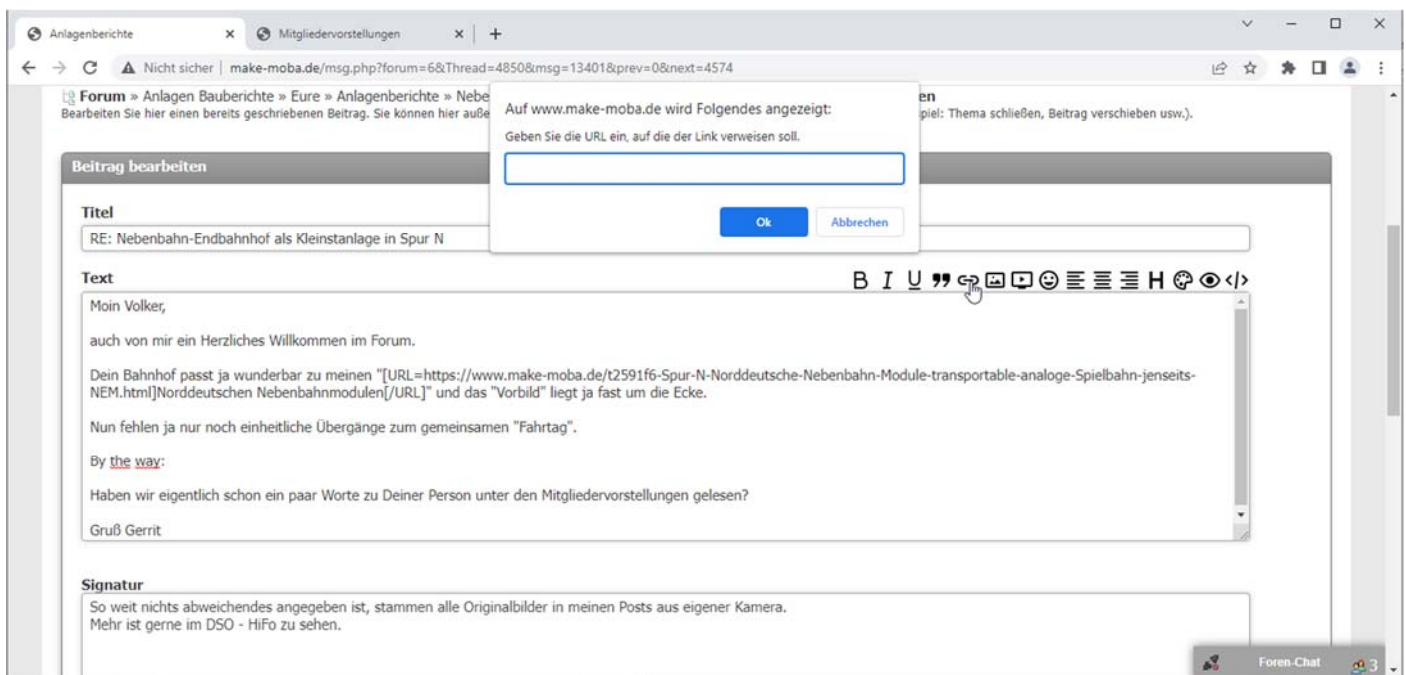 Anlagenberichte
Mitgliedervorstellungen
Nicht sicher | make-moba.de/msg.php?forum=6&Thread=4850&msg=13401&prev=0&next=4574
Forum » Anlagen Bauberichte » Eure » Anlagenberichte » Nebe
en
Bearbeiten Sie hier einen bereits geschriebenen Beitrag. Sie können hier auße
piel: Thema schließen, Beitrag verschieben usw.).
Auf www.make-moba.de wird Folgendes angezeigt:
Geben Sie die URL ein, auf die der Link verweisen soll.
Ok
Abbrechen
Beitrag bearbeiten
Titel
RE: Nebenbahn-Endbahnhof als Kleinstanlage in Spur N
Text
B I U H </>
Moin Volker,
auch von mir ein Herzliches Willkommen im Forum.
Dein Bahnhof passt ja wunderbar zu meinen "[URL=https://www.make-moba.de/t2591f6-Spur-N-Norddeutsche-Nebenbahn-Module-transportable-analoge-Spielbahn-jenseits-
NEM.html]Norddeutschen Nebenbahnmodulen[/URL]" und das "Vorbild" liegt ja fast um die Ecke.
Nun fehlen ja nur noch einheitliche Übergänge zum gemeinsamen "Fahrtag".
By the way:
Haben wir eigentlich schon ein paar Worte zu Deiner Person unter den Mitgliedervorstellungen gelesen?
Gruß Gerrit
Signatur
So weit nichts abweichendes angegeben ist, stammen alle Originalbilder in meinen Posts aus eigener Kamera.
Mehr ist gerne im DSO - HiFo zu sehen.
Foren-Chat
3